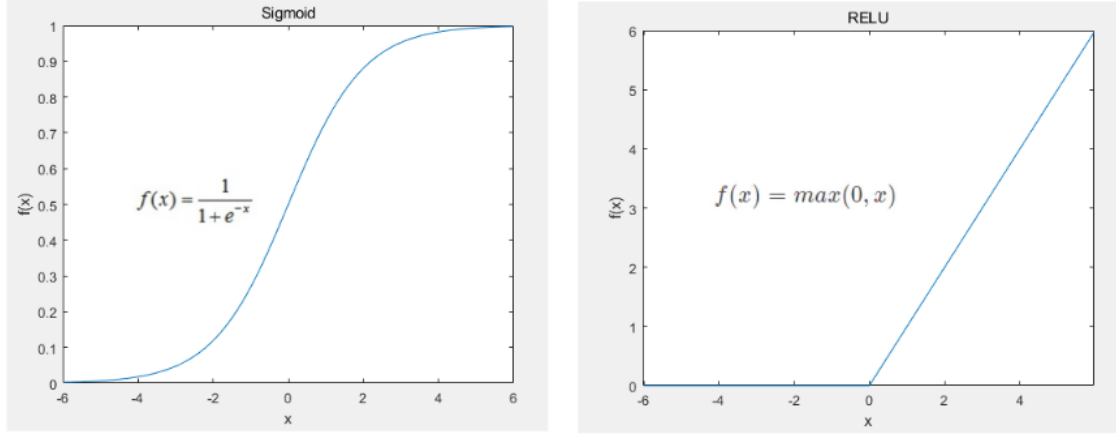 Sigmoid
1
0.9
0.8
0.7
0.6
0.5
0.4
0.3
0.2
0.1
0
f(x)
f(x) = 1 / (1 + e^-x)
-6 -4 -2 0 2 4 6
x
RELU
6
5
4
3
2
1
0
f(x)
f(x) = max(0, x)
-6 -4 -2 0 2 4
x